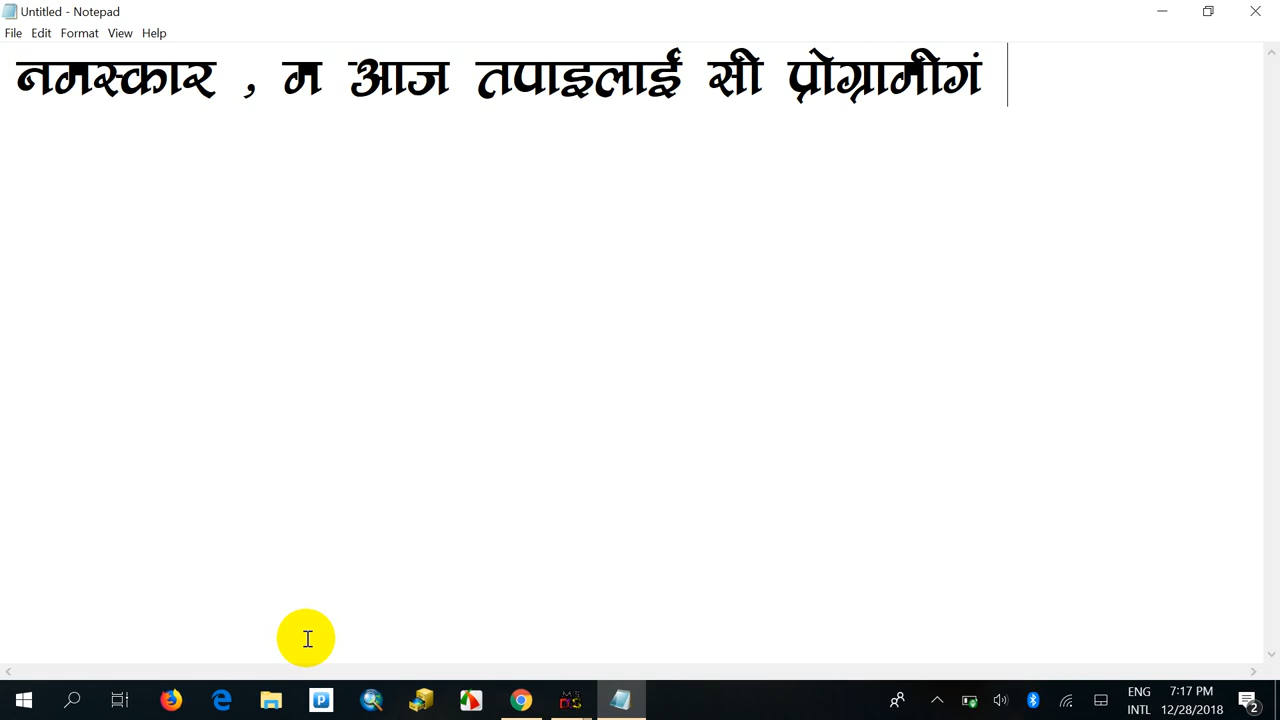 Untitled - Notepad
File Edit Format View Help
नमस्कार , म आज तपाइलाई सी प्रोग्रामीगं
ENG 7:17 PM
INTL 12/28/2018 2